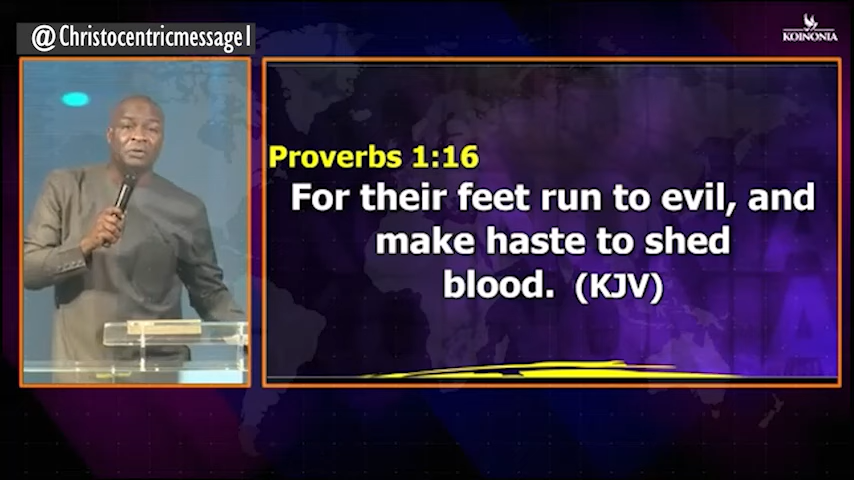 @Christocentricmessage1
KOINONIA
Proverbs 1:16
For their feet run to evil, and
make haste to shed
blood. (KJV)